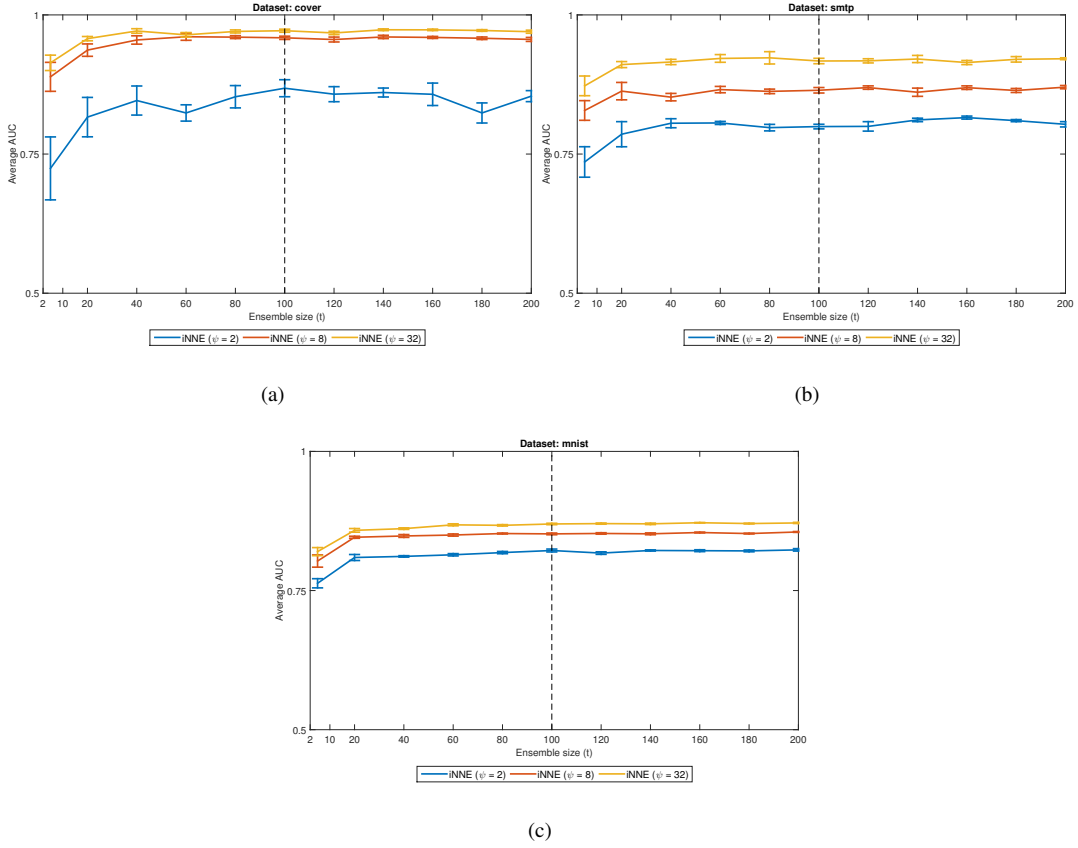 Dataset: cover
1
0.75
0.5
Average AUC
2 10 20 40 60 80 100 120 140 160 180 200
Ensemble size (t)
iNNE (ψ = 2) iNNE (ψ = 8) iNNE (ψ = 32)
(a)
Dataset: smtp
1
0.75
0.5
Average AUC
2 10 20 40 60 80 100 120 140 160 180 200
Ensemble size (t)
iNNE (ψ = 2) iNNE (ψ = 8) iNNE (ψ = 32)
(b)
Dataset: mnist
1
0.75
0.5
Average AUC
2 10 20 40 60 80 100 120 140 160 180 200
Ensemble size (t)
iNNE (ψ = 2) iNNE (ψ = 8) iNNE (ψ = 32)
(c)